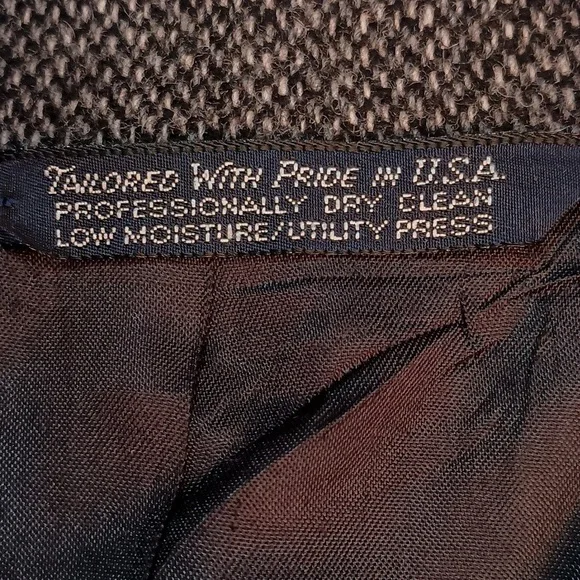 TAILORED WITH PRIDE IN U.S.A.
PROFESSIONALLY DRY CLEAN
LOW MOISTURE/UTILITY PRESS